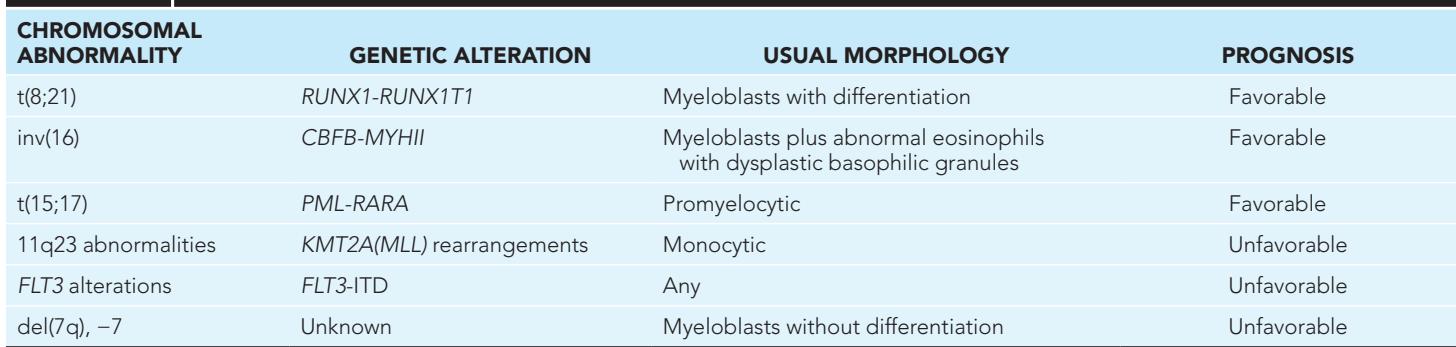 CHROMOSOMAL
ABNORMALITY GENETIC ALTERATION USUAL MORPHOLOGY PROGNOSIS
t(8;21) RUNX1-RUNX1T1 Myeloblasts with differentiation Favorable
inv(16) CBFB-MYHII Myeloblasts plus abnormal eosinophils Favorable
with dysplastic basophilic granules
t(15;17) PML-RARA Promyelocytic Favorable
11q23 abnormalities KMT2A(MLL) rearrangements Monocytic Unfavorable
FLT3 alterations FLT3-ITD Any Unfavorable
del(7q), −7 Unknown Myeloblasts without differentiation Unfavorable